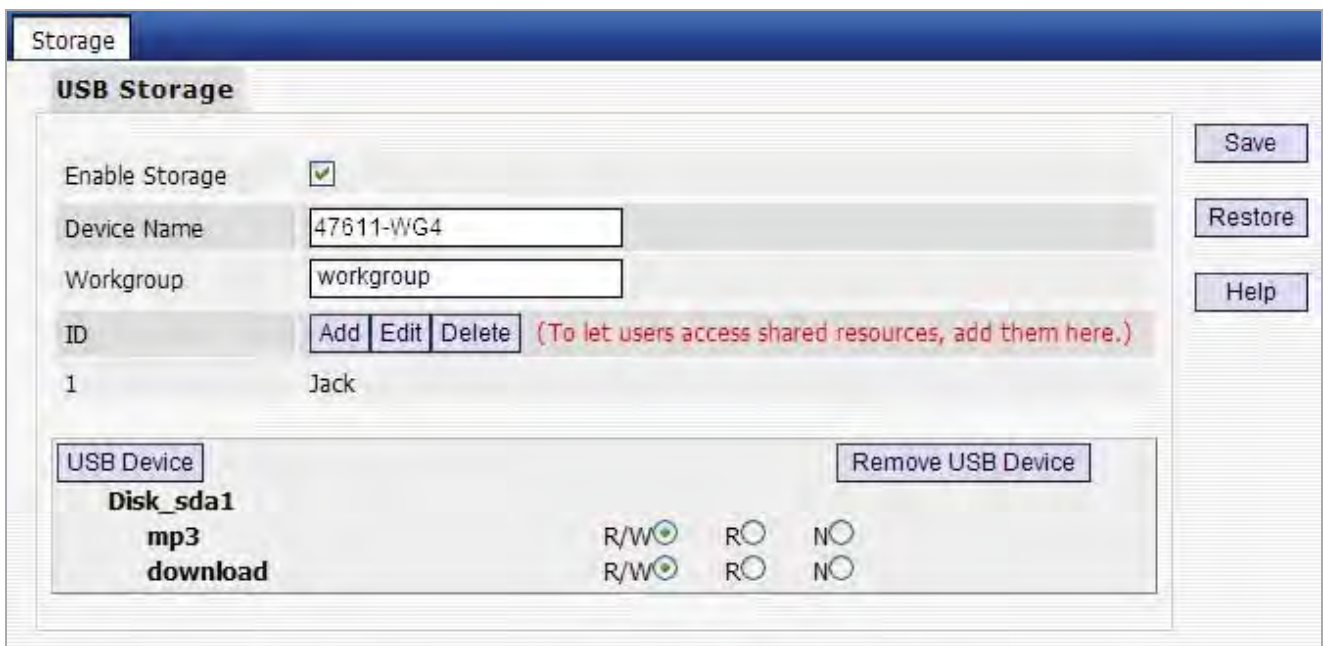 Storage
USB Storage
Save
Enable Storage
Device Name 47611-WG4
Restore
Workgroup workgroup
Help
ID Add Edit Delete (To let users access shared resources, add them here.)
1 Jack
USB Device Remove USB Device
Disk_sda1
mp3 R/W R N
download R/W R N